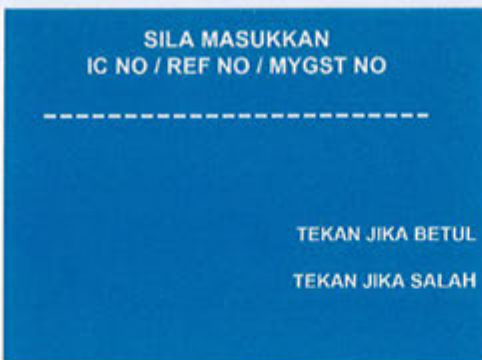 SILA MASUKKAN
IC NO / REF NO / MYGST NO
TEKAN JIKA BETUL
TEKAN JIKA SALAH